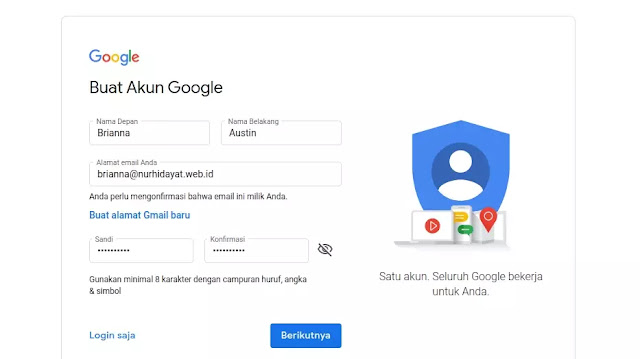 Google
Buat Akun Google
Nama Depan
Brianna
Nama Belakang
Austin
Alamat email Anda
brianna@nurhidayat.web.id
Anda perlu mengonfirmasi bahwa email ini milik Anda.
Buat alamat Gmail baru
Sandi
••••••••••
Konfirmasi
••••••••••
Gunakan minimal 8 karakter dengan campuran huruf, angka
& simbol
Login saja
Berikutnya
Satu akun. Seluruh Google bekerja
untuk Anda.